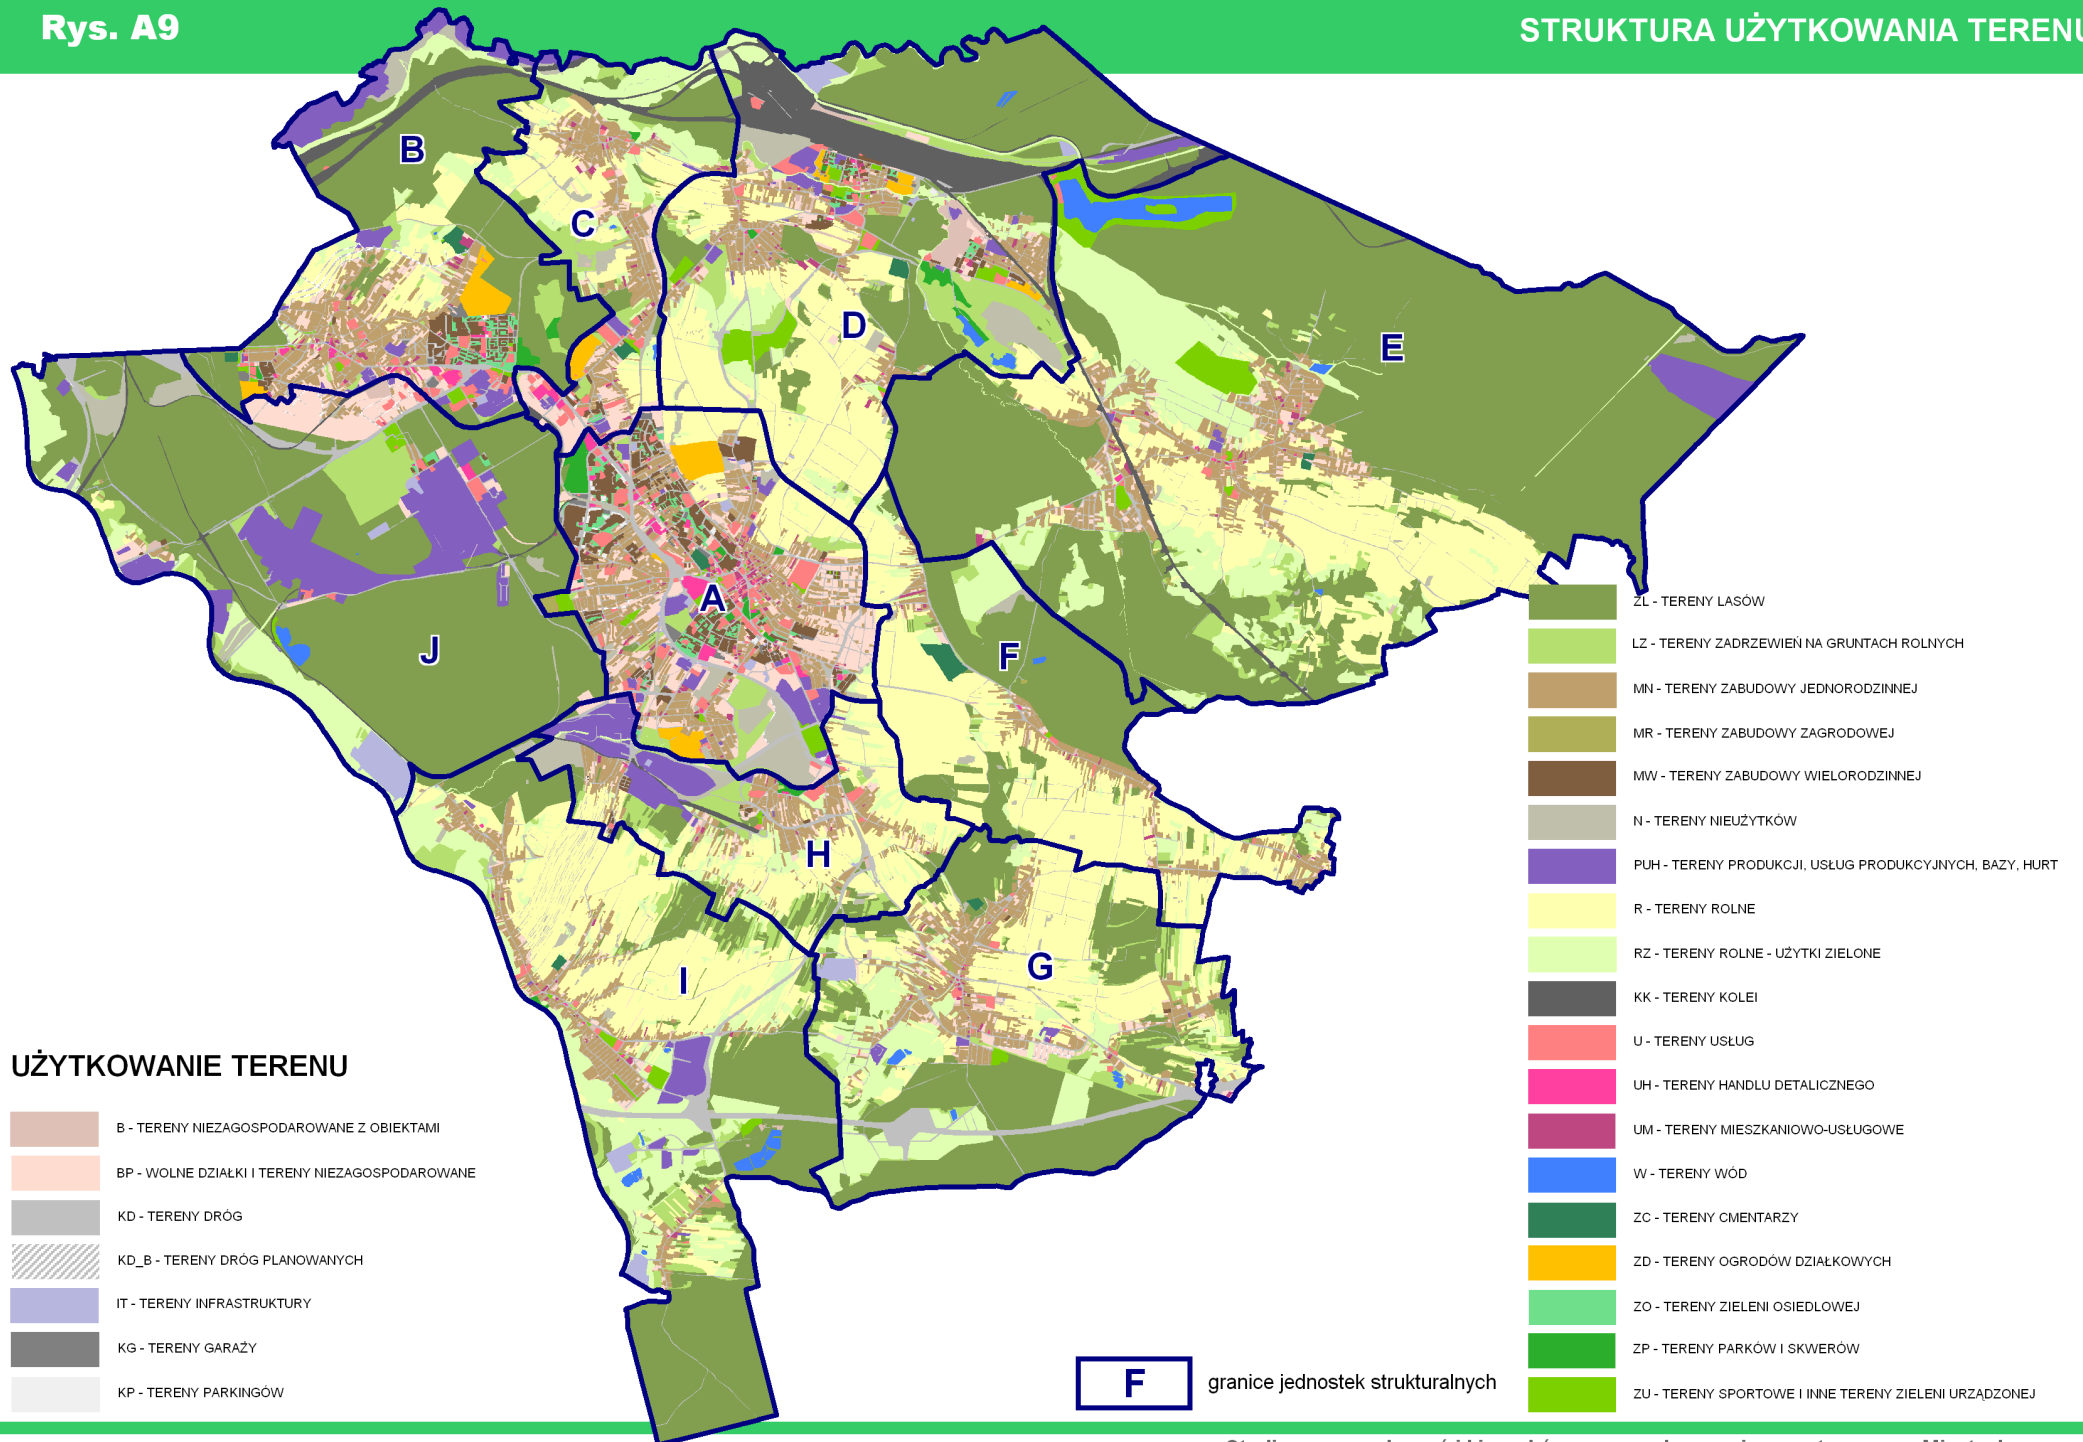 Rys. A9
STRUKTURA UŻYTKOWANIA TERENU
B
C
D
E
A
F
J
H
I
G
ZL - TERENY LASÓW
LZ - TERENY ZADRZEWIEŃ NA GRUNTACH ROLNYCH
MN - TERENY ZABUDOWY JEDNORODZINNEJ
MR - TERENY ZABUDOWY ZAGRODOWEJ
MW - TERENY ZABUDOWY WIELORODZINNEJ
N - TERENY NIEUŻYTKÓW
PUH - TERENY PRODUKCJI, USŁUG PRODUKCYJNYCH, BAZY, HURT
R - TERENY ROLNE
RZ - TERENY ROLNE - UŻYTKI ZIELONE
KK - TERENY KOLEI
U - TERENY USŁUG
UH - TERENY HANDLU DETALICZNEGO
UM - TERENY MIESZKANIOWO-USŁUGOWE
W - TERENY WÓD
ZC - TERENY CMENTARZY
ZD - TERENY OGRODÓW DZIAŁKOWYCH
ZO - TERENY ZIELENI OSIEDLOWEJ
ZP - TERENY PARKÓW I SKWERÓW
ZU - TERENY SPORTOWE I INNE TERENY ZIELENI URZĄDZONEJ
UŻYTKOWANIE TERENU
B - TERENY NIEZAGOSPODAROWANE Z OBIEKTAMI
BP - WOLNE DZIAŁKI I TERENY NIEZAGOSPODAROWANE
KD - TERENY DRÓG
KD_B - TERENY DRÓG PLANOWANYCH
IT - TERENY INFRASTRUKTURY
KG - TERENY GARAŻY
KP - TERENY PARKINGÓW
F
granice jednostek strukturalnych